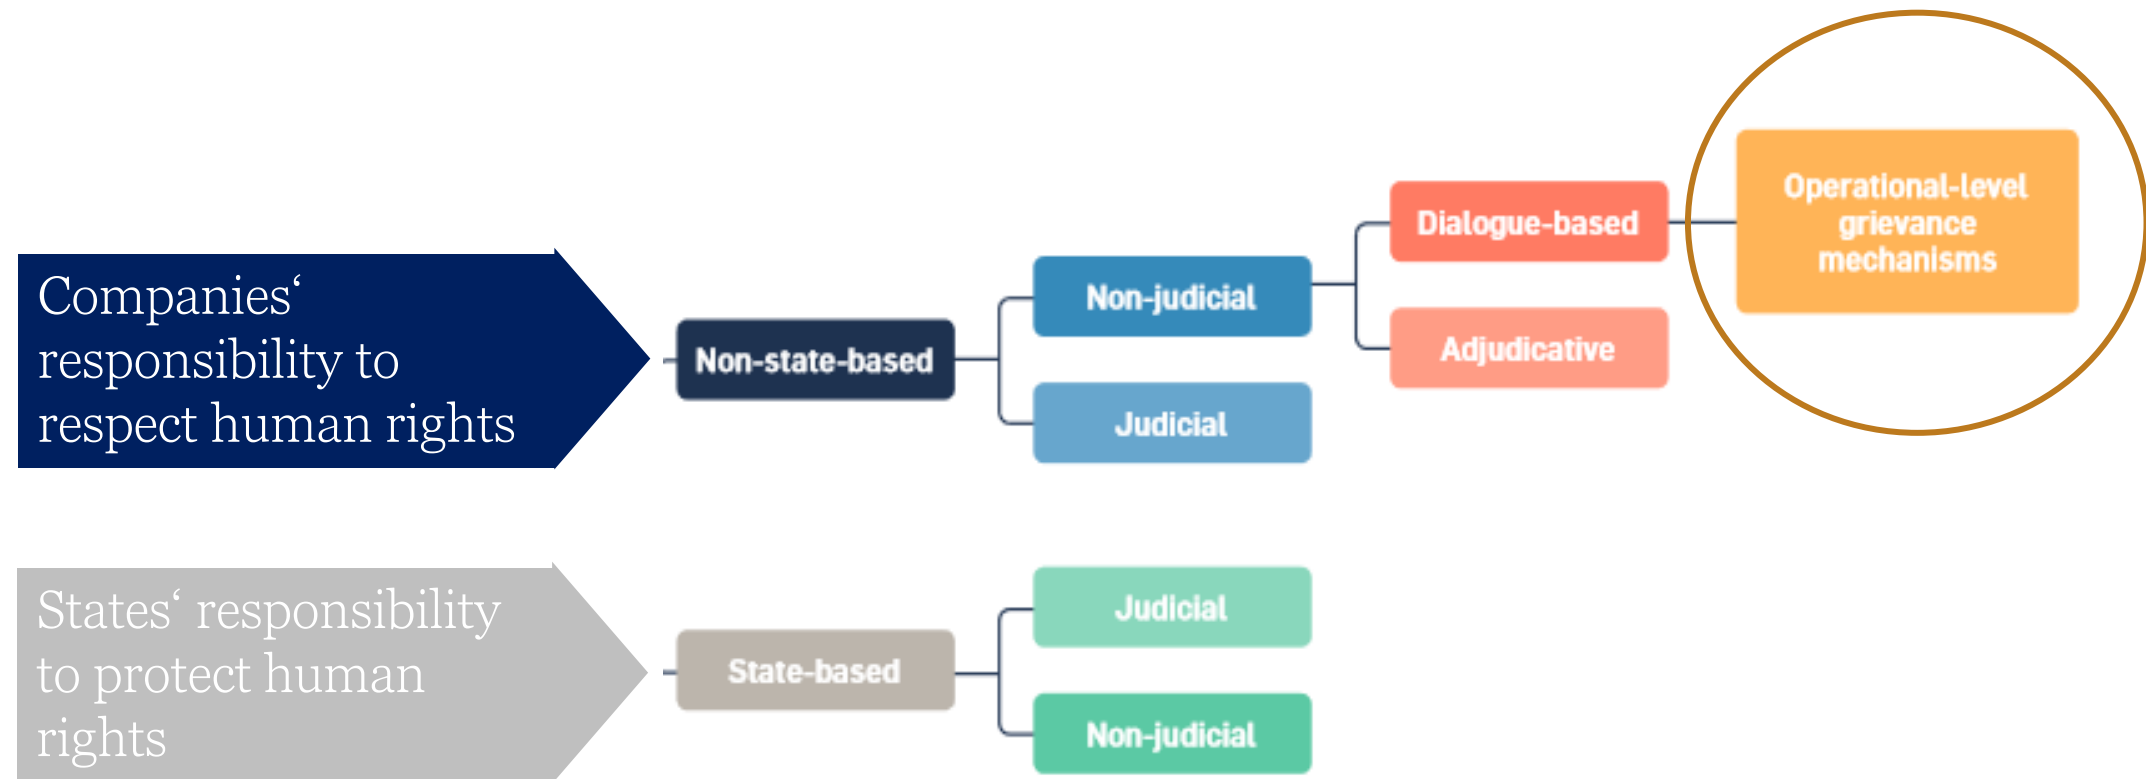 Companies‘
responsibility to
respect human rights
Non-state-based
Non-judicial
Judicial
Dialogue-based
Adjudicative
Operational-level
grievance
mechanisms
States‘ responsibility
to protect human
rights
State-based
Judicial
Non-judicial